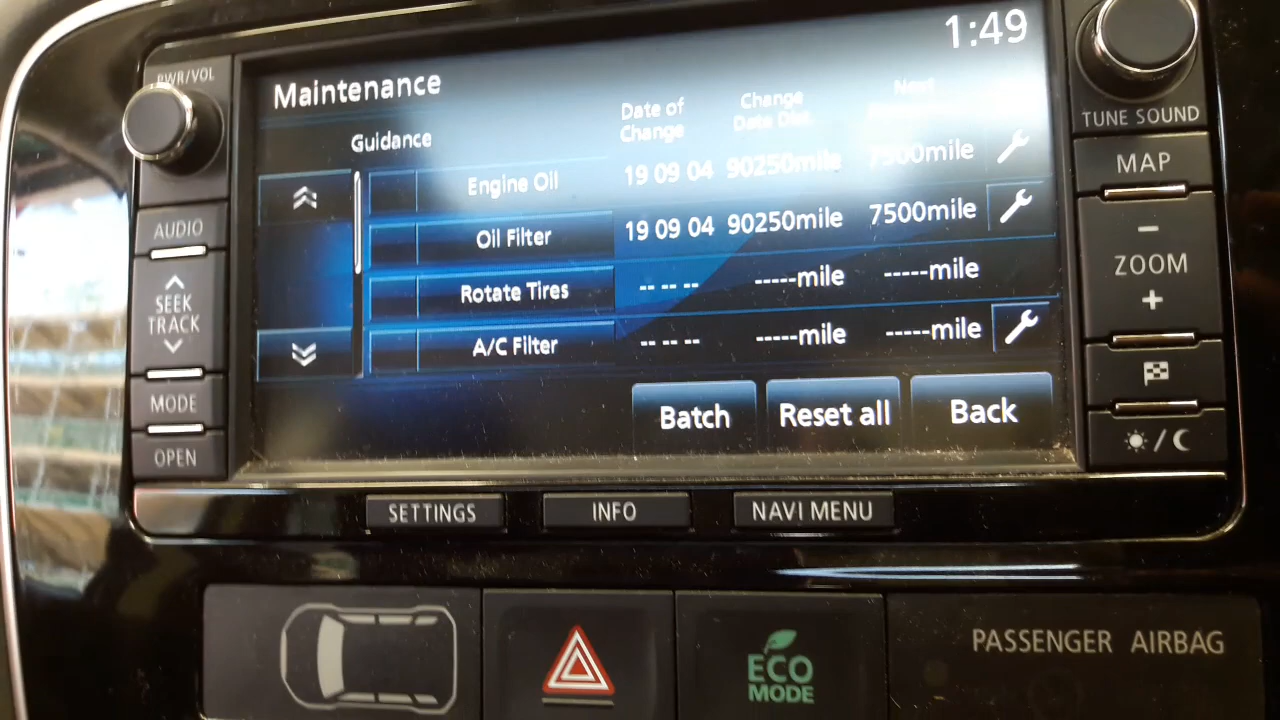 1:49
PWR/VOL
Maintenance
Guidance
Date of
Change
Change
Date Dist.
Next
TUNE SOUND
Engine Oil 19 09 04 90250mile 7500mile
MAP
AUDIO
Oil Filter 19 09 04 90250mile 7500mile
−
ZOOM
+
SEEK
TRACK
Rotate Tires -- -- -- -----mile -----mile
A/C Filter -- -- -- -----mile -----mile
MODE
Batch Reset all Back
OPEN
SETTINGS INFO NAVI MENU
PASSENGER AIRBAG
ECO
MODE